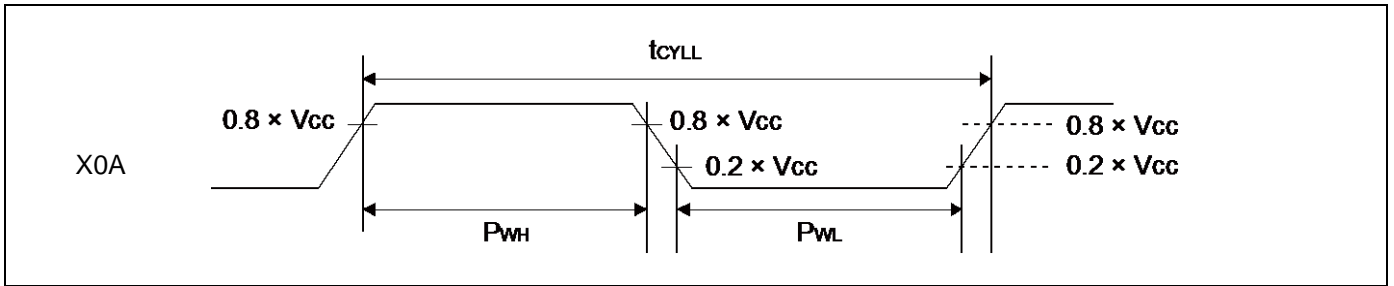 tCYLL
0.8 × VCC
0.8 × VCC
0.8 × VCC
X0A
0.2 × VCC
0.2 × VCC
PWH
PWL